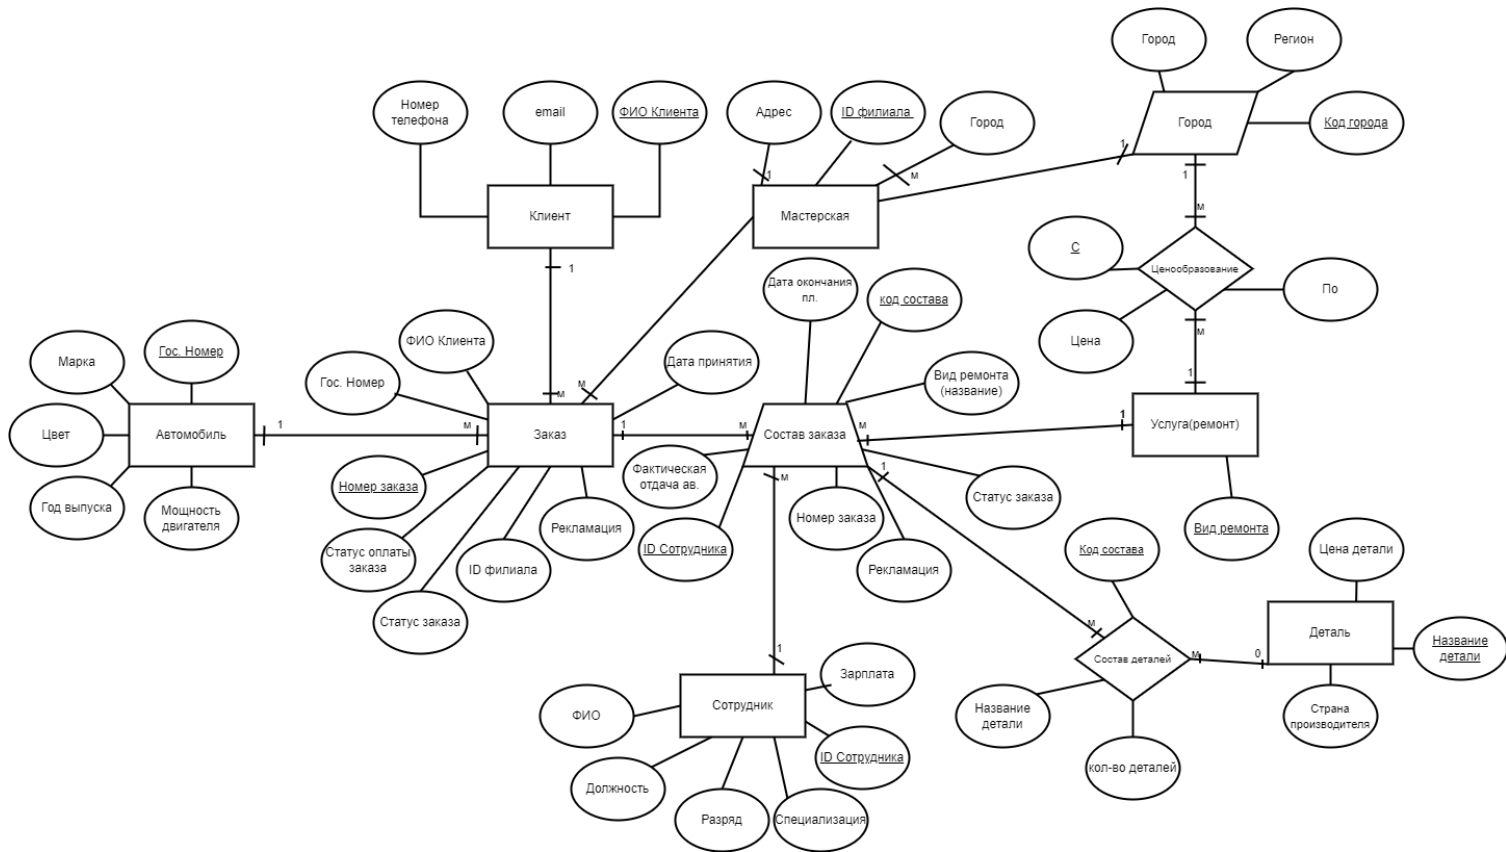 Город
Регион
Номер
телефона
email
ФИО Клиента
Адрес
ID филиала
Город
Город
Код города
1
м
1
1
Клиент
Мастерская
м
С
Ценообразование
1
Дата окончания
пл.
код состава
По
м
ФИО Клиента
Цена
Марка
Гос. Номер
Дата принятия
Вид ремонта
(название)
1
Гос. Номер
м
м
Цвет
Автомобиль
1
м
Заказ
1
м
Состав заказа
м
1
Услуга(ремонт)
Фактическая
отдача ав.
м
1
Номер заказа
Статус заказа
Год выпуска
Мощность
двигателя
Рекламация
Номер заказа
Вид ремонта
Статус оплаты
заказа
ID Сотрудника
Код состава
Цена детали
ID филиала
Рекламация
Статус заказа
м
Деталь
1
м
0
Состав деталей
Название
детали
Зарплата
ФИО
Сотрудник
Название
детали
Страна
производителя
ID Сотрудника
кол-во деталей
Должность
Разряд
Специализация